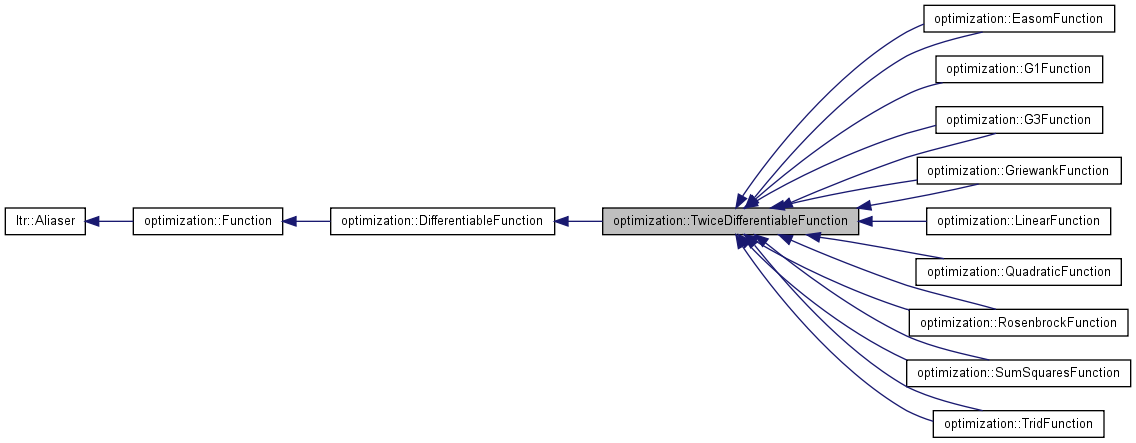 ltr::Aliaser
optimization::Function
optimization::DifferentiableFunction
optimization::TwiceDifferentiableFunction
optimization::EasomFunction
optimization::G1Function
optimization::G3Function
optimization::GriewankFunction
optimization::LinearFunction
optimization::QuadraticFunction
optimization::RosenbrockFunction
optimization::SumSquaresFunction
optimization::TridFunction